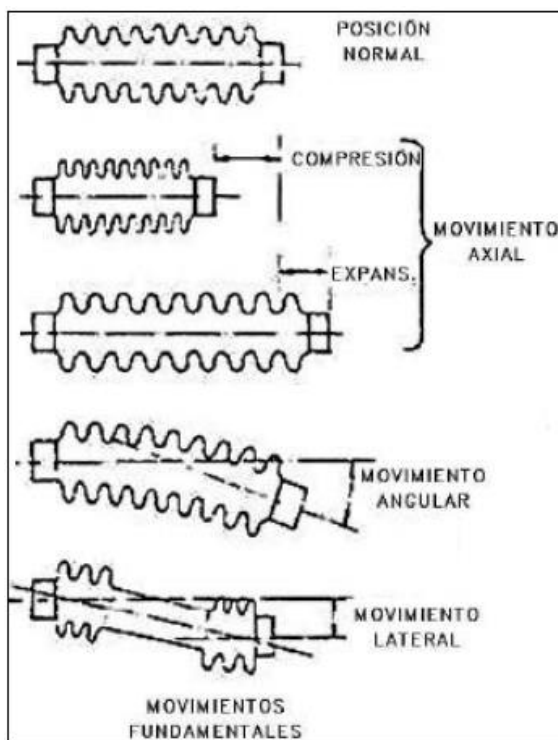 POSICIÓN
NORMAL
COMPRESIÓN
MOVIMIENTO
AXIAL
EXPANS.
MOVIMIENTO
ANGULAR
MOVIMIENTO
LATERAL
MOVIMIENTOS
FUNDAMENTALES